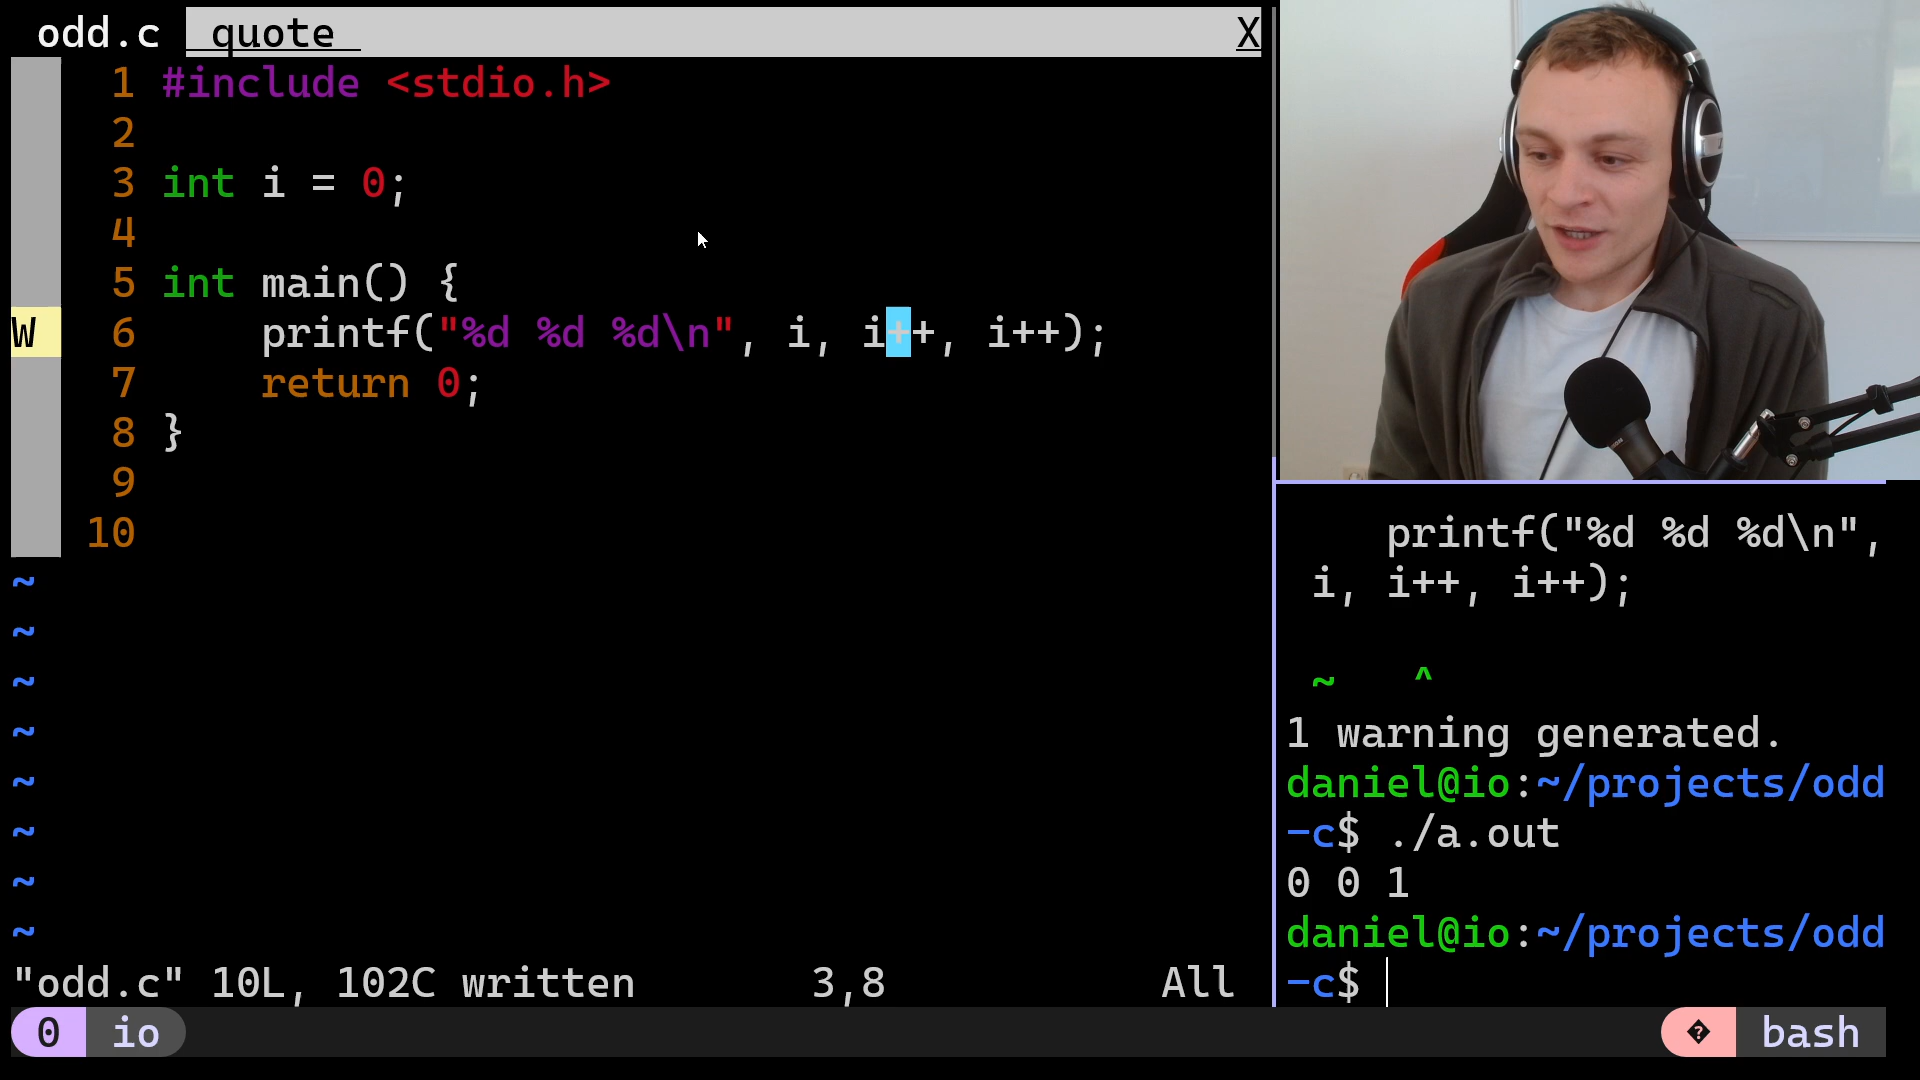 odd.c quote X
1 #include <stdio.h>
2
3 int i = 0;
4
5 int main() {
W 6 printf("%d %d %d\n", i, i++, i++);
7 return 0;
8 }
9
10
~
~
~
~
~
~
~
~
"odd.c" 10L, 102C written 3,8 All
printf("%d %d %d\n",
i, i++, i++);
~ ^
1 warning generated.
daniel@io:~/projects/odd
-c$ ./a.out
0 0 1
daniel@io:~/projects/odd
-c$
0 io � bash